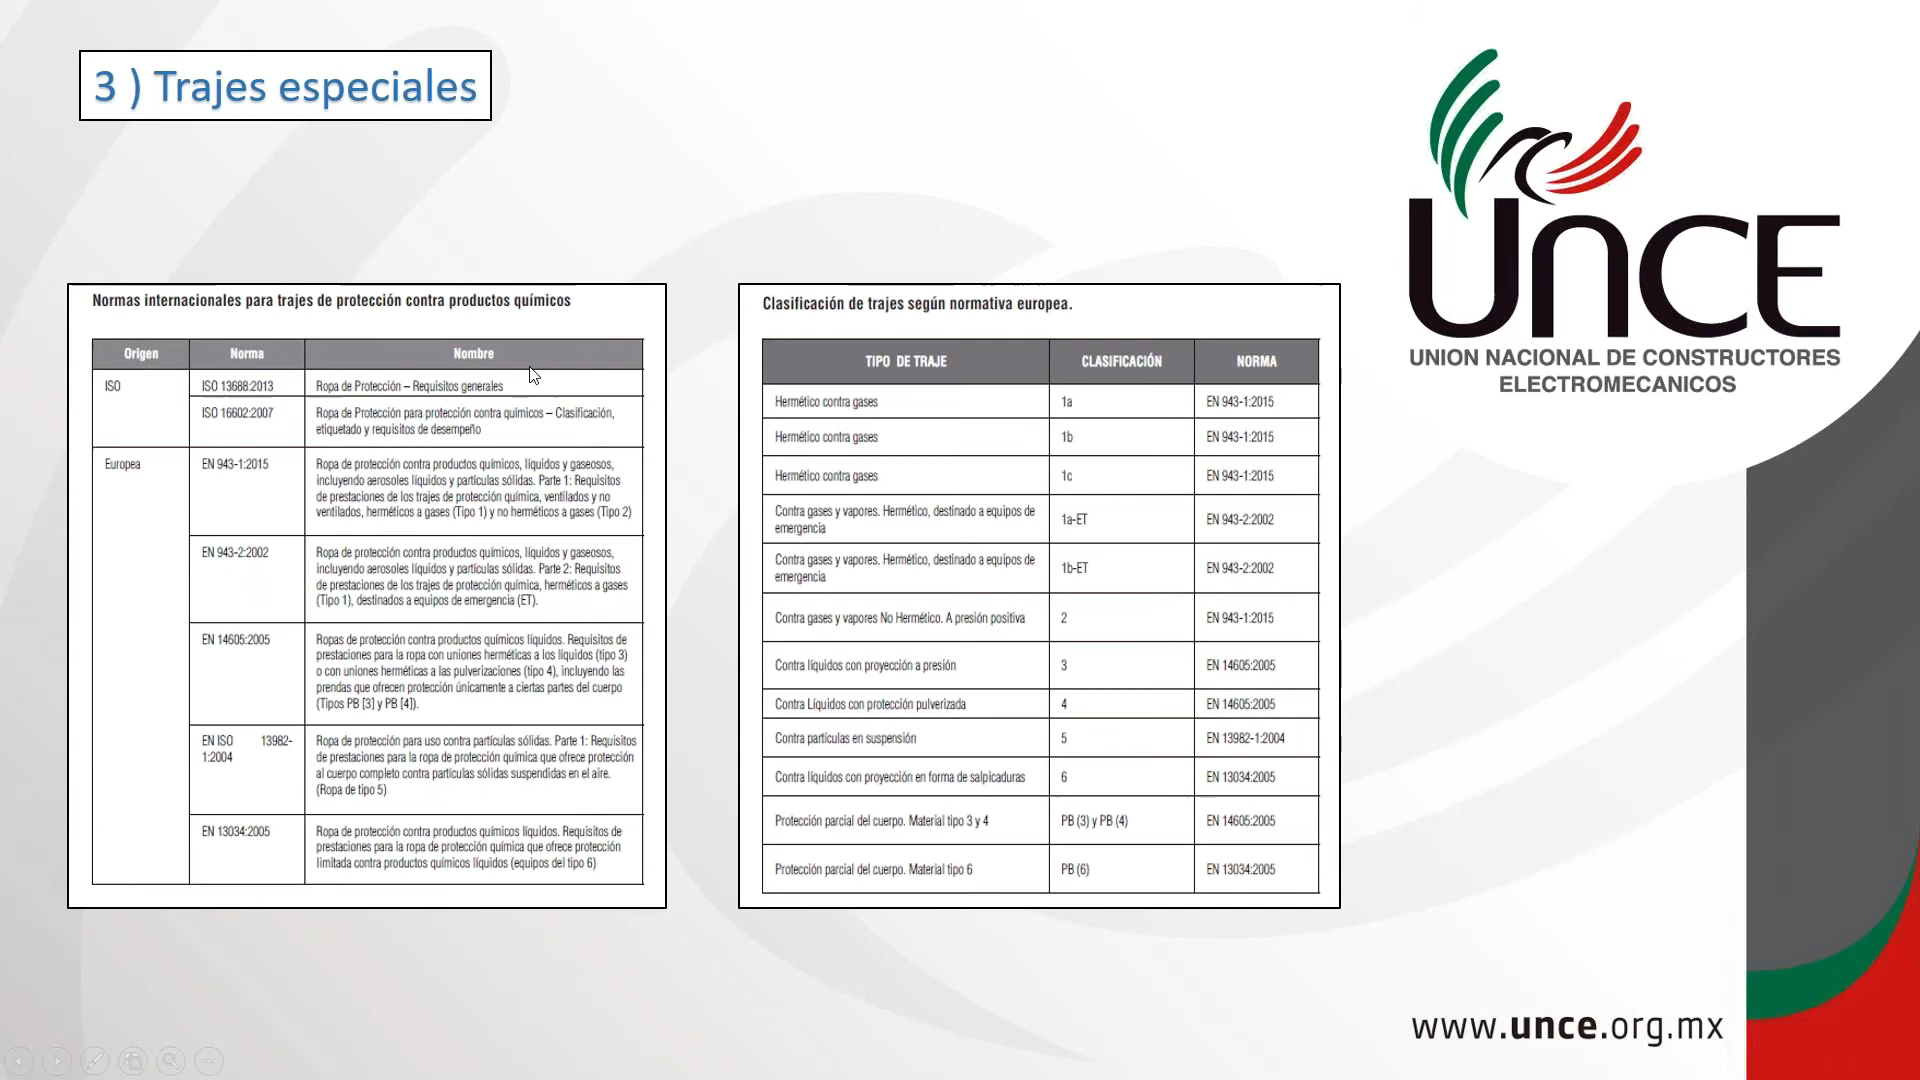 3 ) Trajes especiales
UNCE
UNION NACIONAL DE CONSTRUCTORES
ELECTROMECANICOS
Normas internacionales para trajes de protección contra productos químicos
Origen Norma Nombre
ISO ISO 13688:2013 Ropa de Protección – Requisitos generales
ISO 16602:2007 Ropa de Protección para protección contra químicos – Clasificación,
etiquetado y requisitos de desempeño
Europea EN 943-1:2015 Ropa de protección contra productos químicos, líquidos y gaseosos,
incluyendo aerosoles líquidos y partículas sólidas. Parte 1: Requisitos
de prestaciones de los trajes de protección química, ventilados y no
ventilados, herméticos a gases (Tipo 1) y no herméticos a gases (Tipo 2)
EN 943-2:2002 Ropa de protección contra productos químicos, líquidos y gaseosos,
incluyendo aerosoles líquidos y partículas sólidas. Parte 2: Requisitos
de prestaciones de los trajes de protección química, herméticos a gases
(Tipo 1), destinados a equipos de emergencia (ET).
EN 14605:2005 Ropas de protección contra productos químicos líquidos. Requisitos de
prestaciones para la ropa con uniones herméticas a los líquidos (tipo 3)
o con uniones herméticas a las pulverizaciones (tipo 4), incluyendo las
prendas que ofrecen protección únicamente a ciertas partes del cuerpo
(Tipos PB [3] y PB [4]).
EN ISO 13982- Ropa de protección para uso contra partículas sólidas. Parte 1: Requisitos
1:2004 de prestaciones para la ropa de protección química que ofrece protección
al cuerpo completo contra partículas sólidas suspendidas en el aire.
(Ropa de tipo 5)
EN 13034:2005 Ropa de protección contra productos químicos líquidos. Requisitos de
prestaciones para la ropa de protección química que ofrece protección
limitada contra productos químicos líquidos (equipos del tipo 6)
Clasificación de trajes según normativa europea.
TIPO DE TRAJE CLASIFICACIÓN NORMA
Hermético contra gases 1a EN 943-1:2015
Hermético contra gases 1b EN 943-1:2015
Hermético contra gases 1c EN 943-1:2015
Contra gases y vapores. Hermético, destinado a equipos de
emergencia 1a-ET EN 943-2:2002
Contra gases y vapores. Hermético, destinado a equipos de
emergencia 1b-ET EN 943-2:2002
Contra gases y vapores No Hermético. A presión positiva 2 EN 943-1:2015
Contra líquidos con proyección a presión 3 EN 14605:2005
Contra Líquidos con protección pulverizada 4 EN 14605:2005
Contra partículas en suspensión 5 EN 13982-1:2004
Contra líquidos con proyección en forma de salpicaduras 6 EN 13034:2005
Protección parcial del cuerpo. Material tipo 3 y 4 PB (3) y PB (4) EN 14605:2005
Protección parcial del cuerpo. Material tipo 6 PB (6) EN 13034:2005
www.unce.org.mx